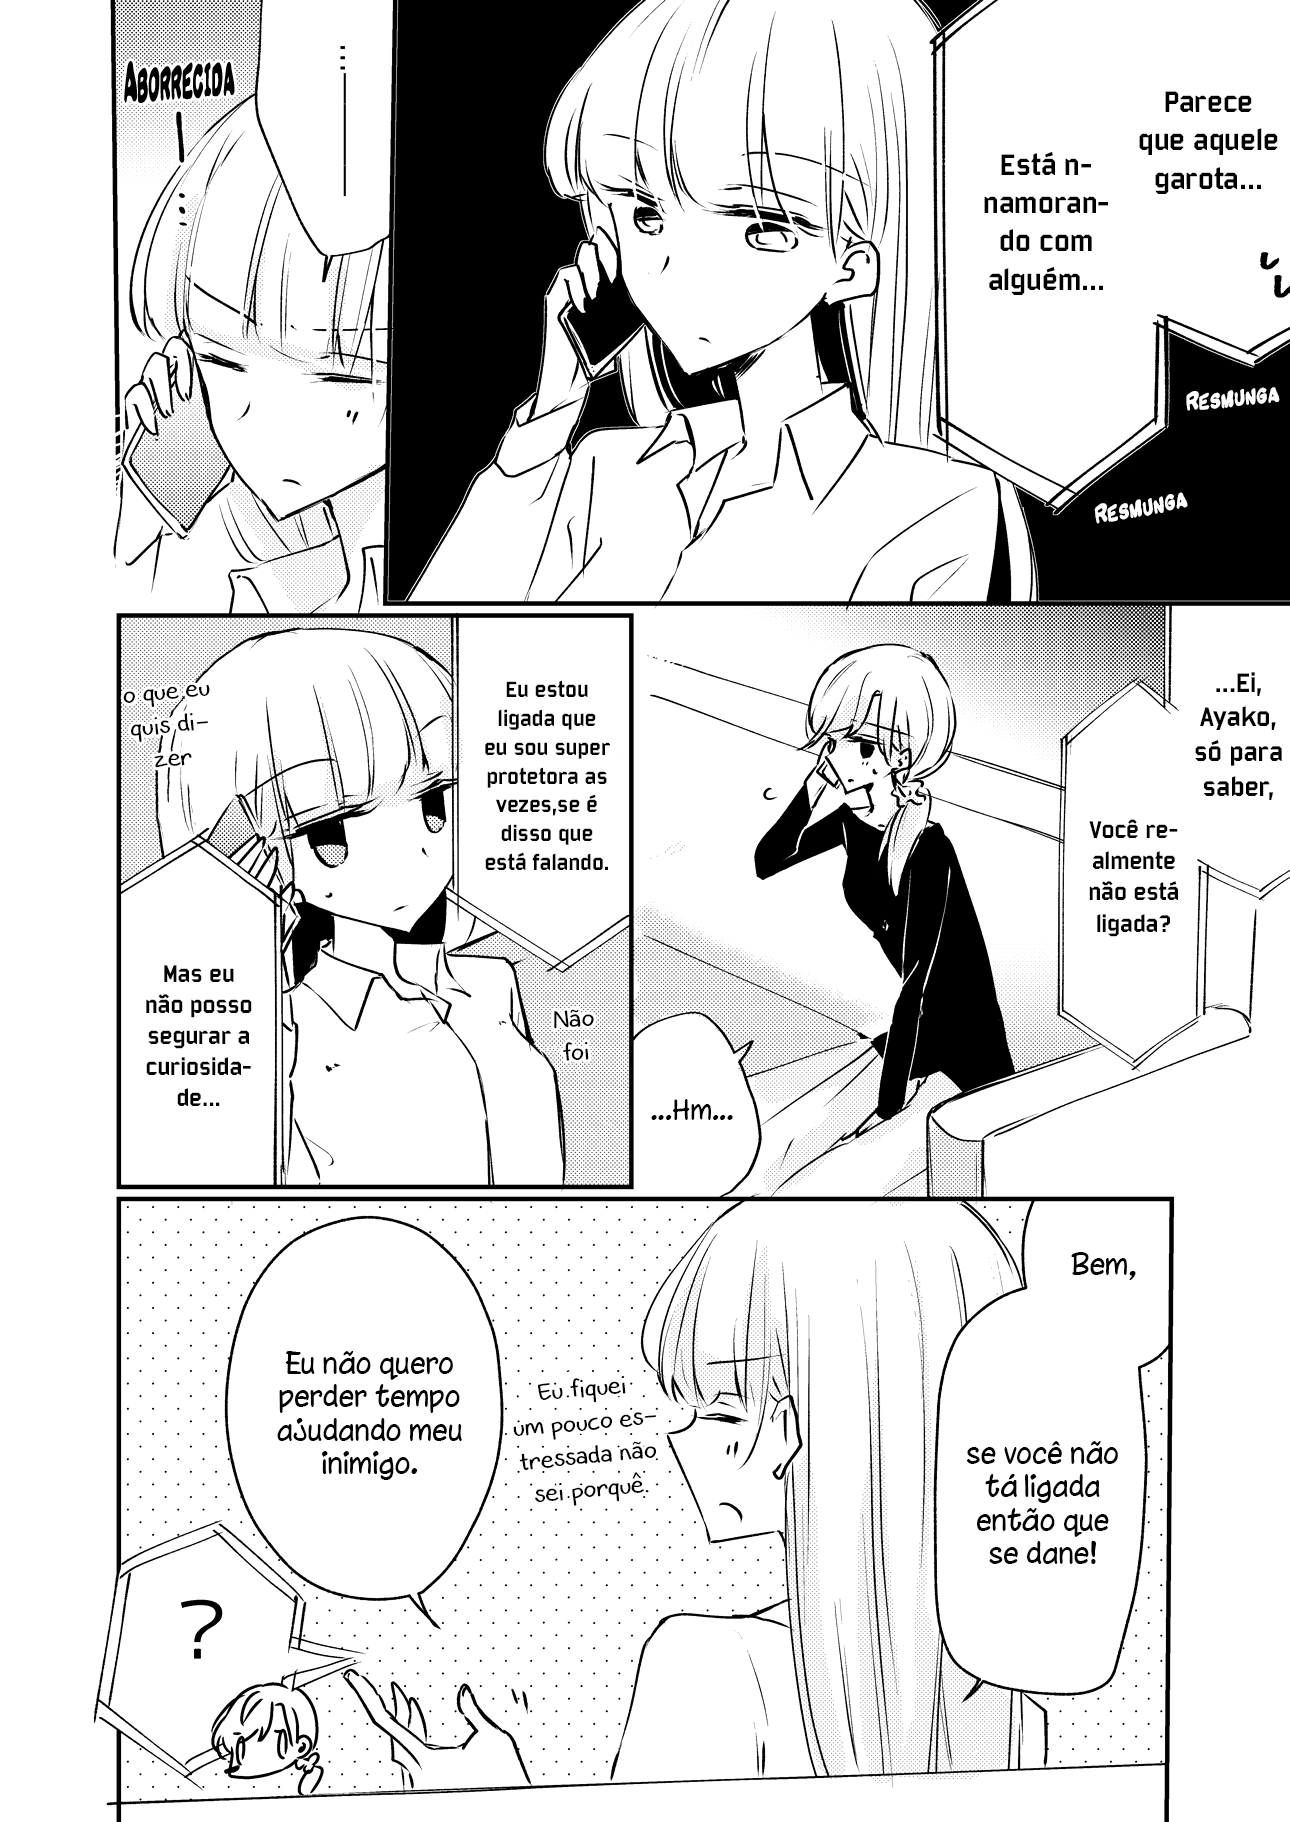 Parece
que aquele
garota...
Está n-
namoran-
do com
alguém...
Resmunga
Resmunga
...
Aborrecida
...Ei,
Ayako,
só para
saber,
Você re-
almente
não está
ligada?
...Hm...
Eu estou
ligada que
eu sou super
protetora as
vezes,se é
disso que
está falando.
Não
foi
o que eu
quis di-
zer
Mas eu
não posso
segurar a
curiosida-
de...
Bem,
se você não
tá ligada
então que
se dane!
Eu fiquei
um pouco es-
tressada não
sei porquê.
Eu não quero
perder tempo
ajudando meu
inimigo.
?